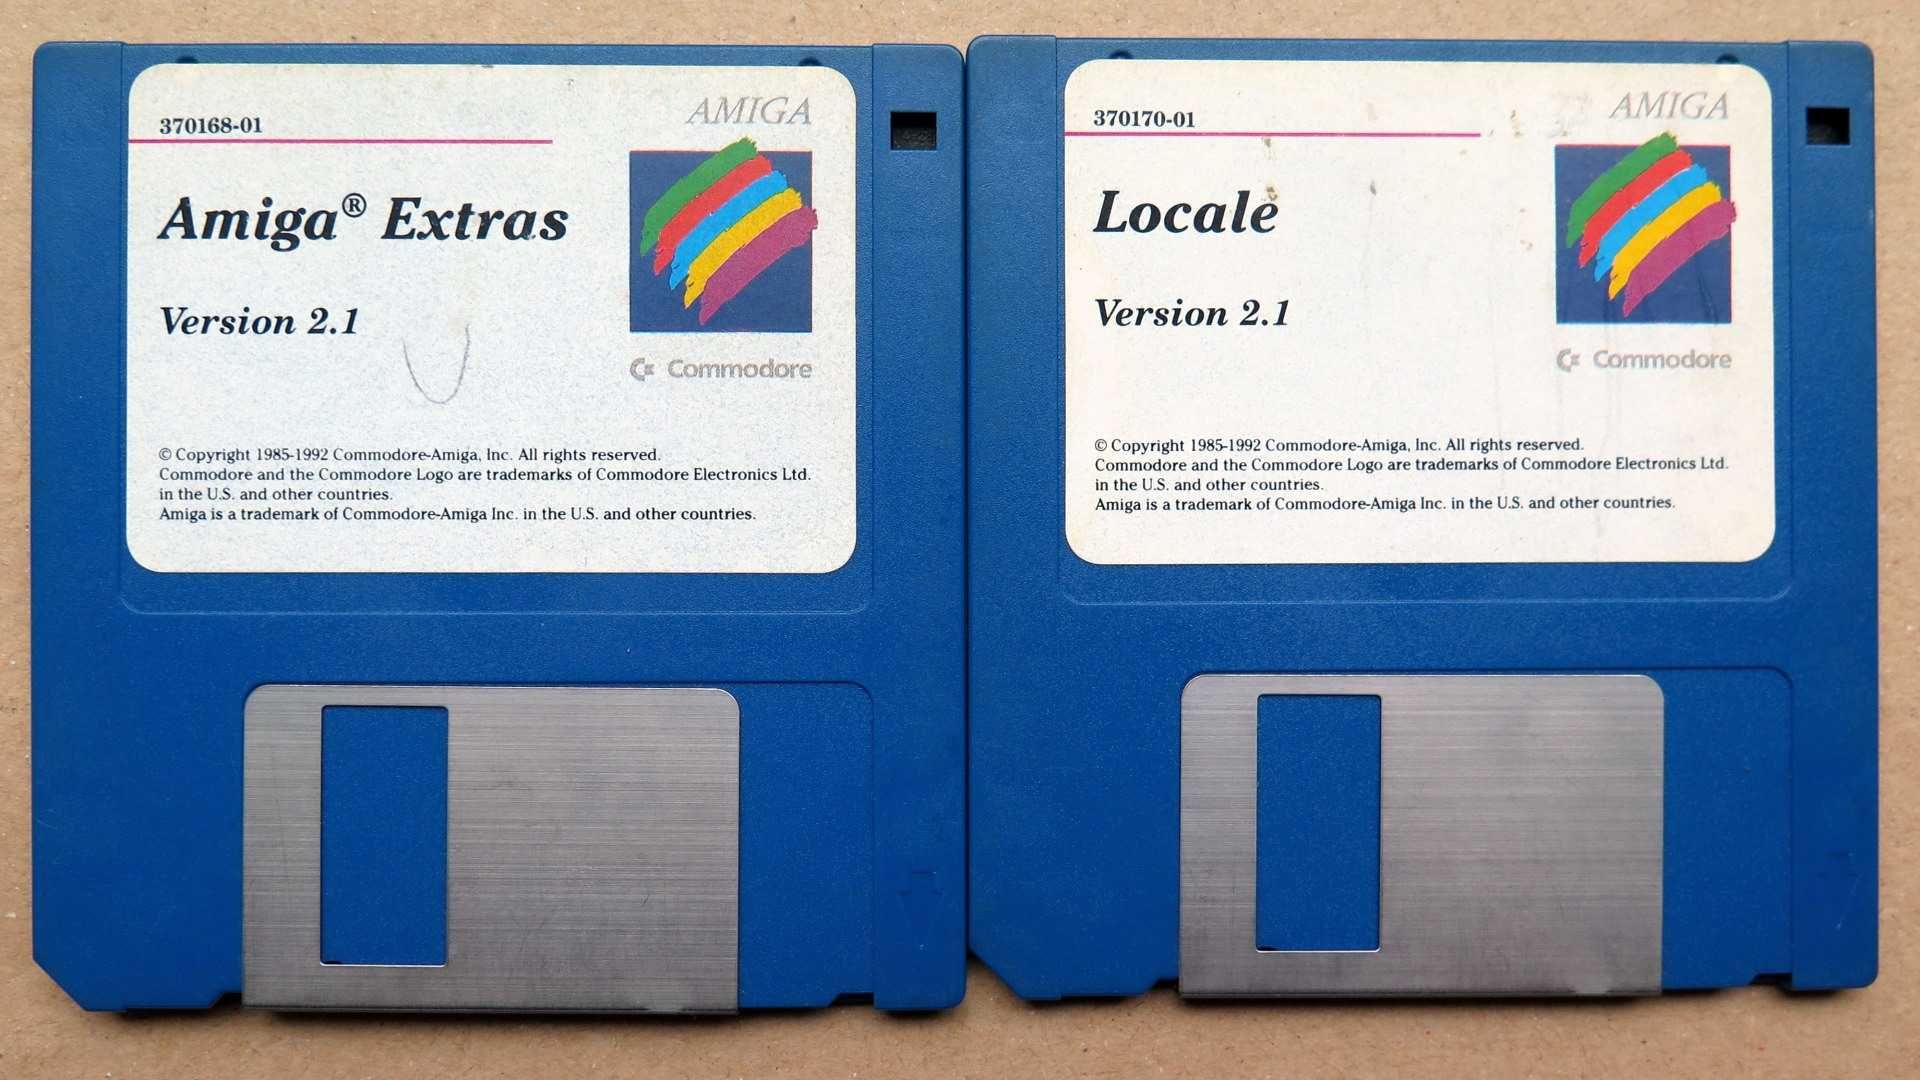 370168-01
AMIGA
Amiga® Extras
Version 2.1
Commodore
© Copyright 1985-1992 Commodore-Amiga, Inc. All rights reserved.
Commodore and the Commodore Logo are trademarks of Commodore Electronics Ltd.
in the U.S. and other countries.
Amiga is a trademark of Commodore-Amiga Inc. in the U.S. and other countries.
370170-01
AMIGA
Locale
Version 2.1
Commodore
© Copyright 1985-1992 Commodore-Amiga, Inc. All rights reserved.
Commodore and the Commodore Logo are trademarks of Commodore Electronics Ltd.
in the U.S. and other countries.
Amiga is a trademark of Commodore-Amiga Inc. in the U.S. and other countries.